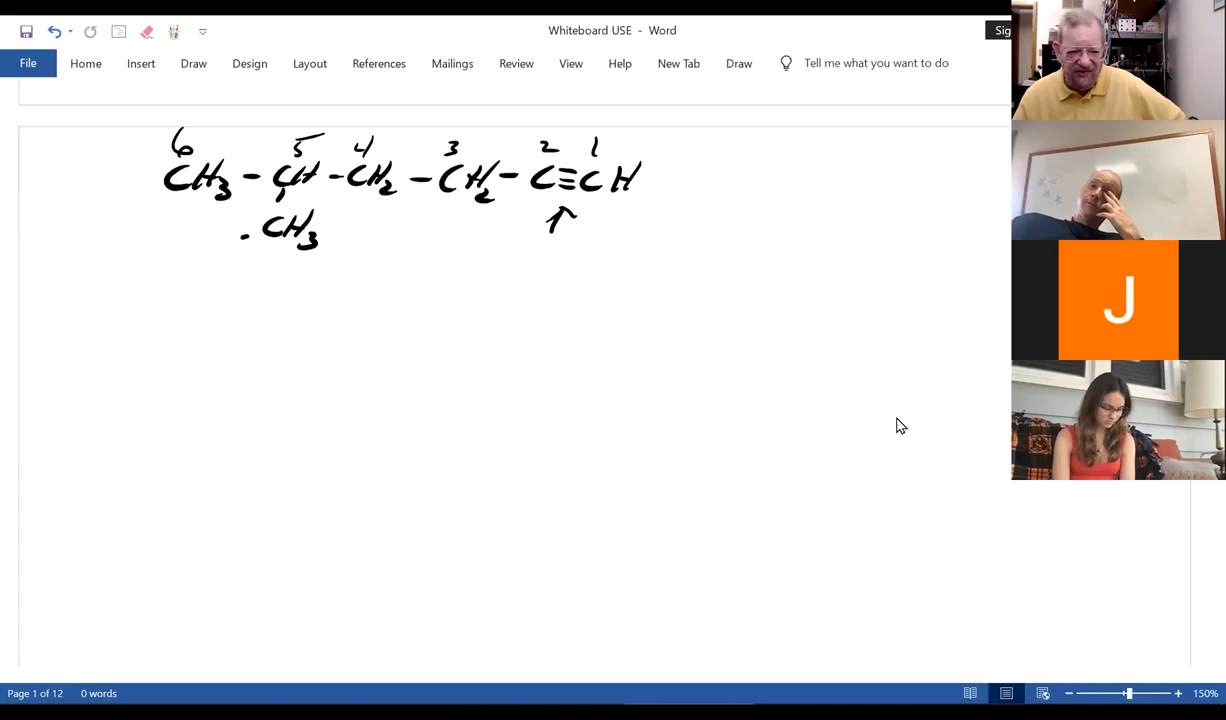 Whiteboard USE - Word
Sig
File Home Insert Draw Design Layout References Mailings Review View Help New Tab Draw Tell me what you want to do
6 5 4 3 2 1
CH₃ - CH - CH₂ - CH₂ - C ≡ CH
CH₃
J
Page 1 of 12 0 words
150%